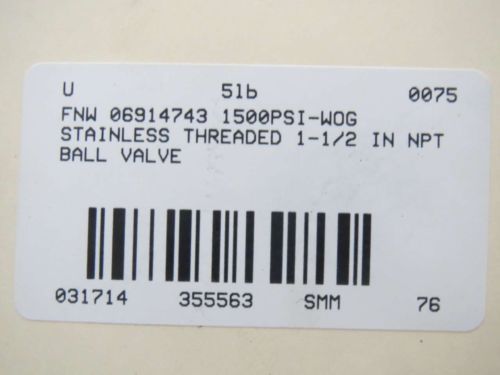 U 5lb 0075
FNW 06914743 1500PSI-WOG
STAINLESS THREADED 1-1/2 IN NPT
BALL VALVE
031714 355563 SMM 76